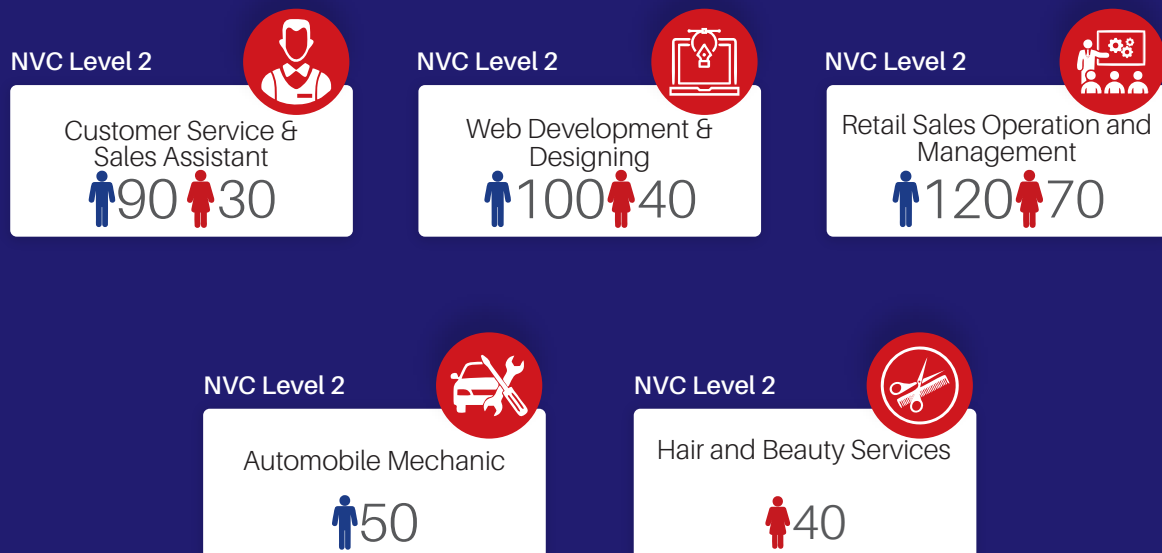 NVC Level 2
Customer Service &
Sales Assistant
90 30
NVC Level 2
Web Development &
Designing
100 40
NVC Level 2
Retail Sales Operation and
Management
120 70
NVC Level 2
Automobile Mechanic
50
NVC Level 2
Hair and Beauty Services
40